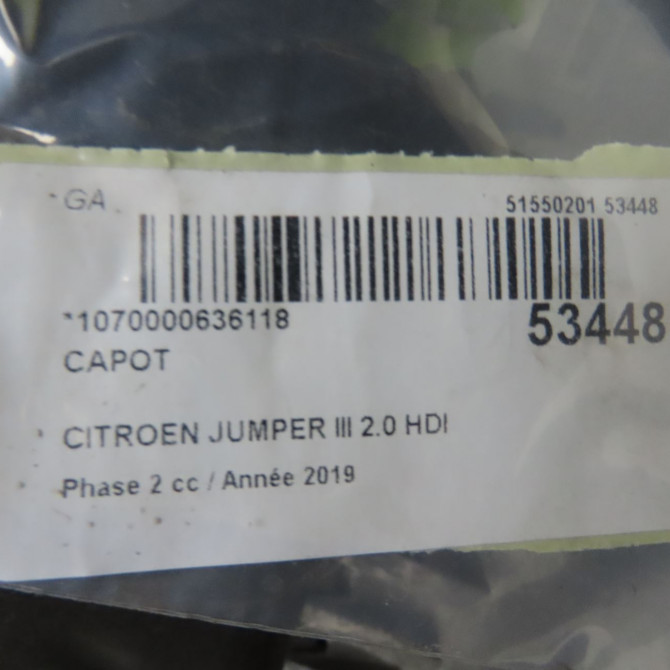 GA
51550201 53448
*1070000636118
53448
CAPOT
CITROEN JUMPER III 2.0 HDI
Phase 2 cc / Année 2019